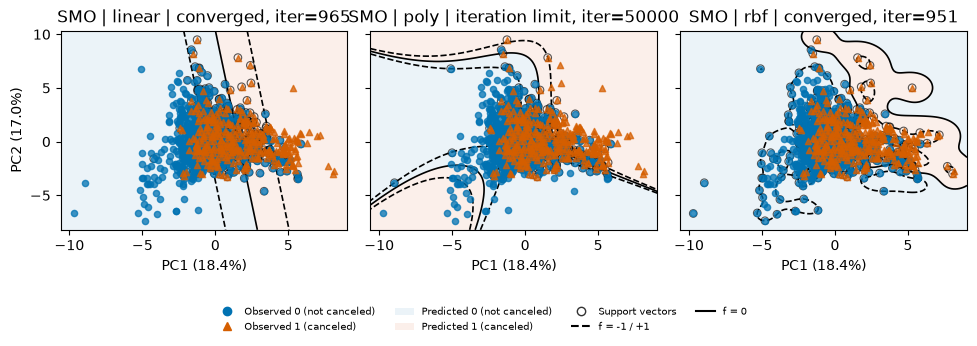 SMO | linear | converged, iter=965
SMO | poly | iteration limit, iter=50000
SMO | rbf | converged, iter=951
PC2 (17.0%)
10
5
0
−5
−10
−5
0
5
PC1 (18.4%)
−10
−5
0
5
PC1 (18.4%)
−10
−5
0
5
PC1 (18.4%)
Observed 0 (not canceled)
Observed 1 (canceled)
Predicted 0 (not canceled)
Predicted 1 (canceled)
Support vectors
f = -1 / +1
f = 0